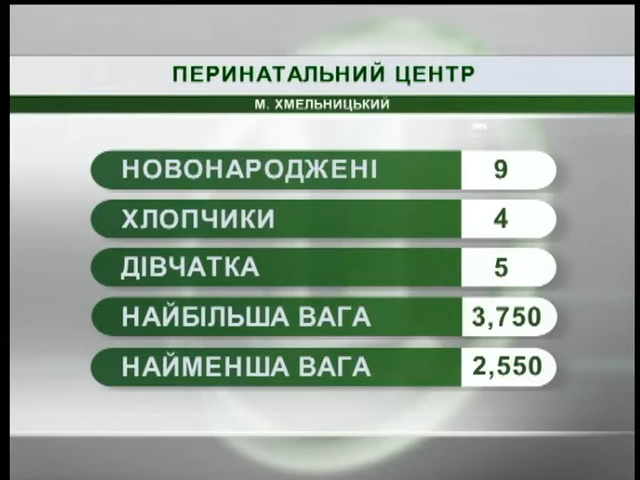 ПЕРИНАТАЛЬНИЙ ЦЕНТР
М. ХМЕЛЬНИЦЬКИЙ
НОВОНАРОДЖЕНІ 9
ХЛОПЧИКИ 4
ДІВЧАТКА 5
НАЙБІЛЬША ВАГА 3,750
НАЙМЕНША ВАГА 2,550